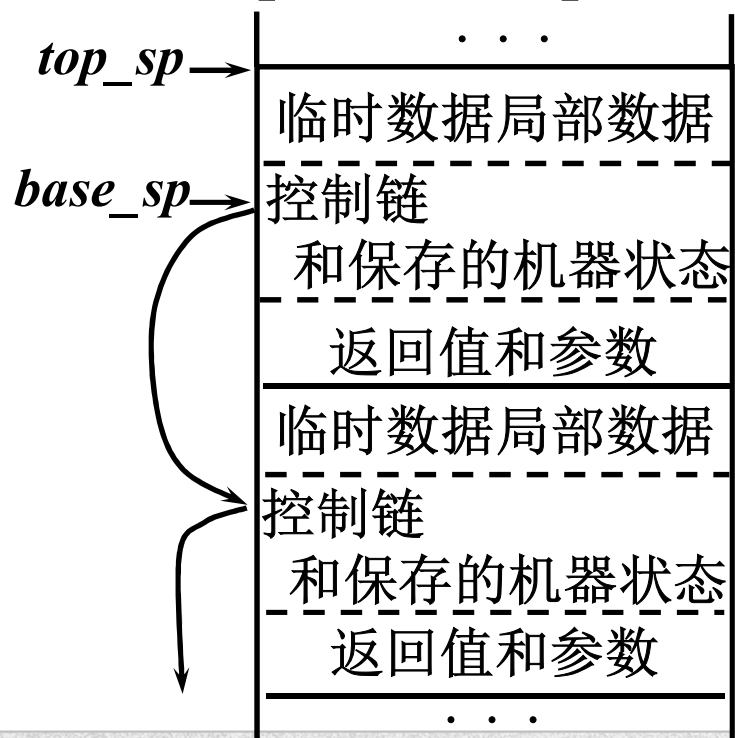 . . .
top_sp
临时数据局部数据
base_sp
控制链
和保存的机器状态
返回值和参数
临时数据局部数据
控制链
和保存的机器状态
返回值和参数
. . .